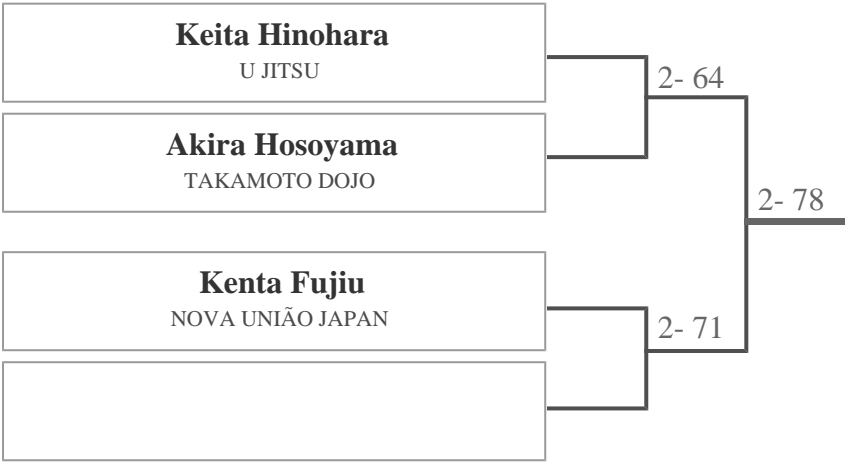 Keita Hinohara
U JITSU
2- 64
Akira Hosoyama
TAKAMOTO DOJO
2- 78
Kenta Fujiu
NOVA UNIÃO JAPAN
2- 71